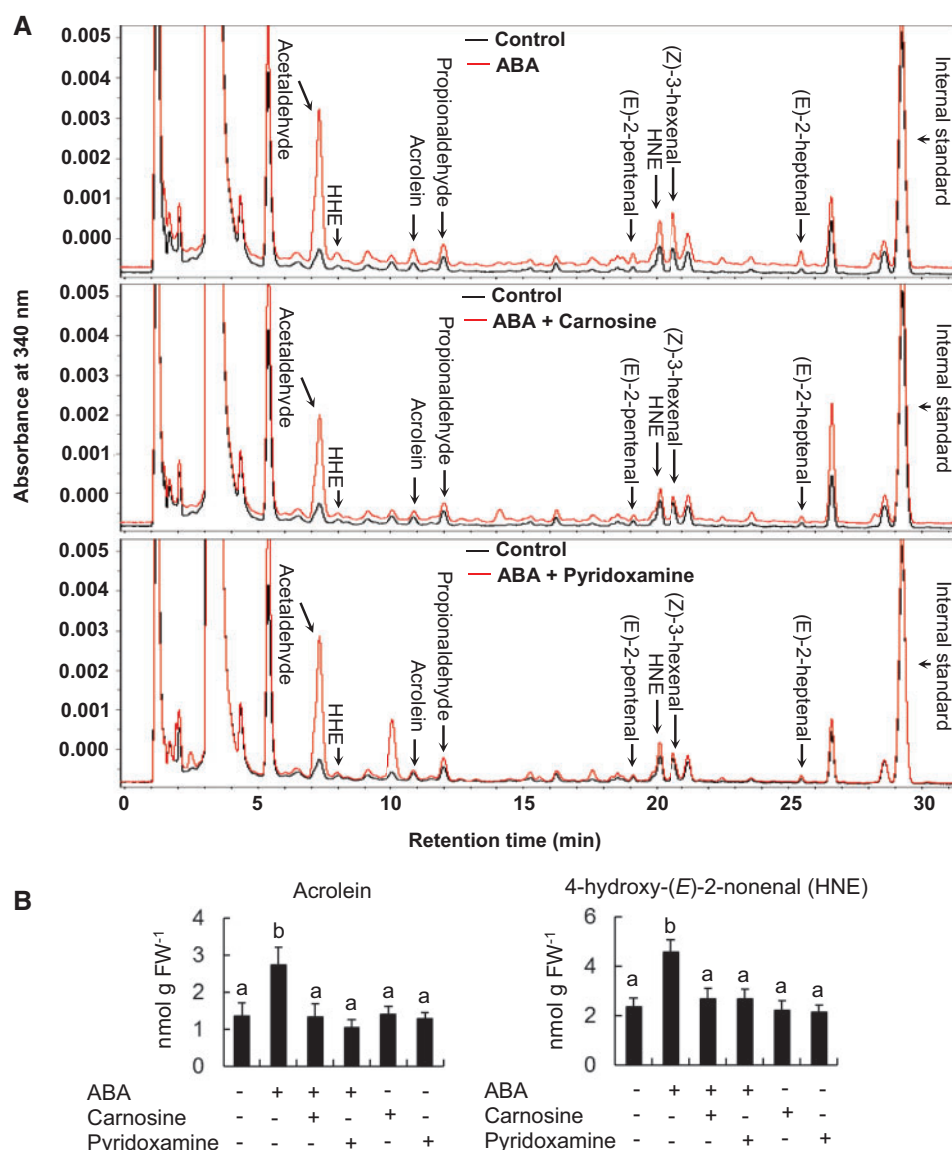 A
Absorbance at 340 nm
0.005
0.004
0.003
0.002
0.001
0.000
Control
ABA
Acetaldehyde
HHE
Acrolein
Propionaldehyde
(E)-2-pentenal
HNE
(Z)-3-hexenal
(E)-2-heptenal
Internal standard
0.005
0.004
0.003
0.002
0.001
0.000
Control
ABA + Carnosine
Acetaldehyde
HHE
Acrolein
Propionaldehyde
(E)-2-pentenal
HNE
(Z)-3-hexenal
(E)-2-heptenal
Internal standard
0.005
0.004
0.003
0.002
0.001
0.000
Control
ABA + Pyridoxamine
Acetaldehyde
HHE
Acrolein
Propionaldehyde
(E)-2-pentenal
HNE
(Z)-3-hexenal
(E)-2-heptenal
Internal standard
0 5 10 15 20 25 30
Retention time (min)
B
Acrolein
nmol g FW-1
4
3
2
1
0
a b a a a a
ABA - + + + - -
Carnosine - - + - + -
Pyridoxamine - - - + - +
4-hydroxy-(E)-2-nonenal (HNE)
nmol g FW-1
6
4
2
0
a b a a a a
ABA - + + + - -
Carnosine - - + - + -
Pyridoxamine - - - + - +